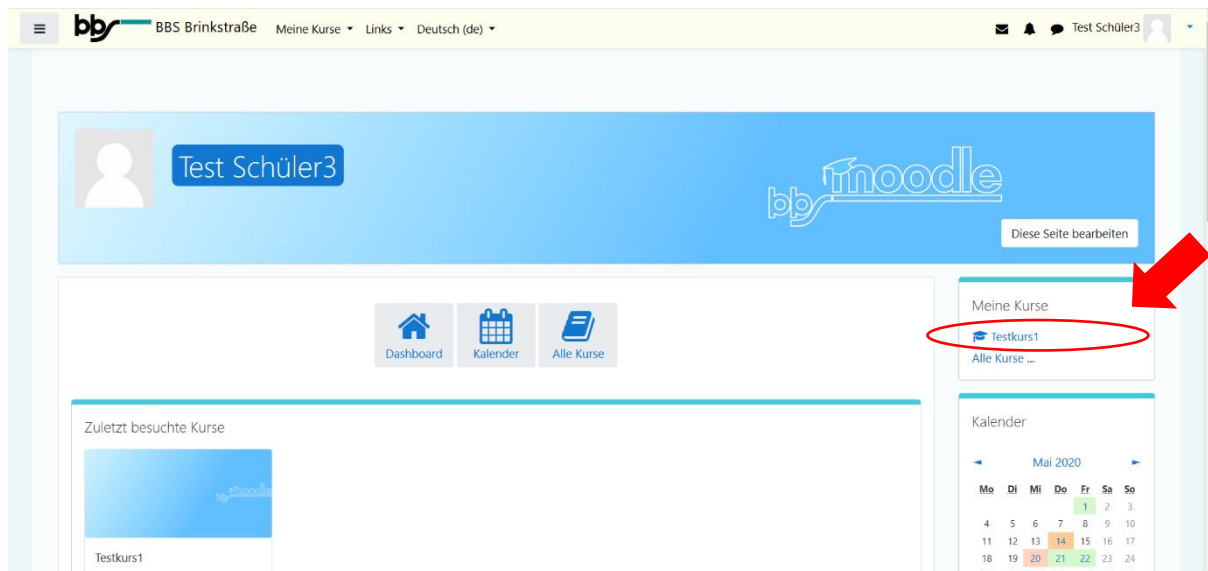 bbs BBS Brinkstraße Meine Kurse Links Deutsch (de) Test Schüler3
Test Schüler3
bbs moodle
Diese Seite bearbeiten
Dashboard Kalender Alle Kurse
Meine Kurse
Testkurs1
Alle Kurse ...
Zuletzt besuchte Kurse
bbs moodle
Testkurs1
Kalender
◄ Mai 2020 ►
Mo Di Mi Do Fr Sa So
1 2 3
4 5 6 7 8 9 10
11 12 13 14 15 16 17
18 19 20 21 22 23 24